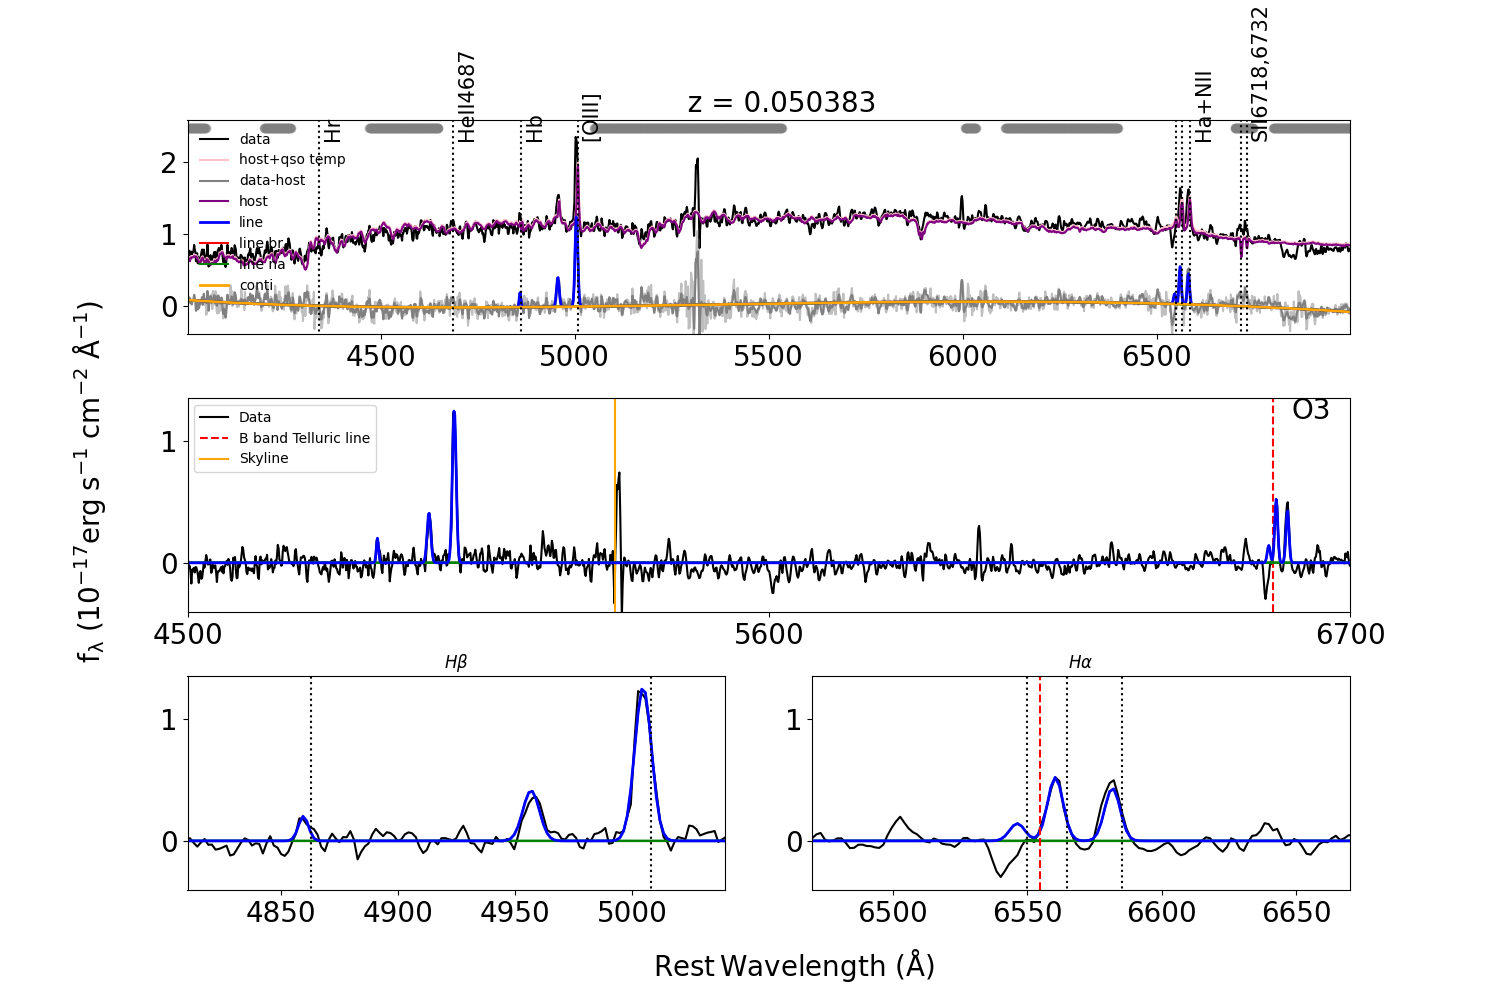 z = 0.050383
Hr
HeII4687
Hb
[OIII]
Ha+NII
SII6718,6732
data
host+qso temp
data-host
host
line
line br
line na
conti
2
1
0
4500 5000 5500 6000 6500
Data
B band Telluric line
Skyline
O3
1
0
4500 5600 6700
fλ (10⁻¹⁷erg s⁻¹ cm⁻² Å⁻¹)
Hβ
1
0
4850 4900 4950 5000
Hα
1
0
6500 6550 6600 6650
Rest Wavelength (Å)